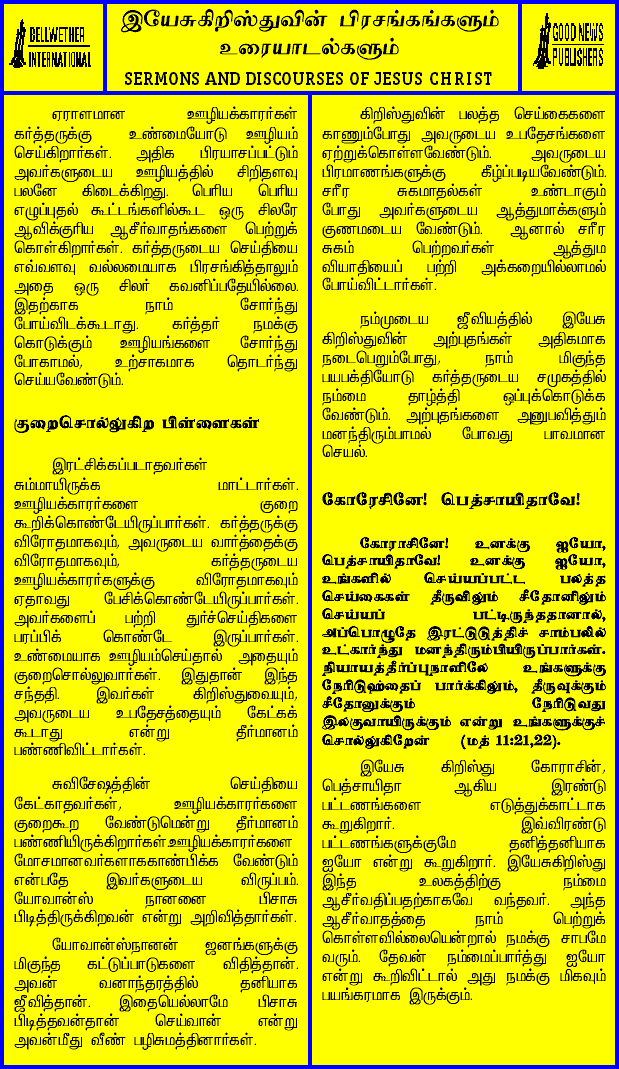 BELLWETHER
INTERNATIONAL
இயேசுகிறிஸ்துவின் பிரசங்கங்களும்
உரையாடல்களும்
SERMONS AND DISCOURSES OF JESUS CHRIST
GOOD NEWS
PUBLISHERS
ஏராளமான ஊழியக்காரர்கள்
கர்த்தருக்கு உண்மையோடு ஊழியம்
செய்கிறார்கள். அதிக பிரயாசப்பட்டும்
அவர்களுடைய ஊழியத்தில் சிறிதளவு
பலனே கிடைக்கிறது. பெரிய பெரிய
எழுப்புதல் கூட்டங்களில்கூட ஒரு சிலரே
ஆவிக்குரிய ஆசீர்வாதங்களை பெற்றுக்
கொள்கிறார்கள். கர்த்தருடைய செய்தியை
எவ்வளவு வல்லமையாக பிரசங்கித்தாலும்
அதை ஒரு சிலர் கவனிப்பதேயில்லை.
இதற்காக நாம் சோர்ந்து
போய்விடக்கூடாது. கர்த்தர் நமக்கு
கொடுக்கும் ஊழியங்களை சோர்ந்து
போகாமல், உற்சாகமாக தொடர்ந்து
செய்யவேண்டும்.
குறைசொல்லுகிற பிள்ளைகள்
இரட்சிக்கப்படாதவர்கள்
சும்மாயிருக்க மாட்டார்கள்.
ஊழியக்காரர்களை குறை
கூறிக்கொண்டேயிருப்பார்கள். கர்த்தருக்கு
விரோதமாகவும், அவருடைய வார்த்தைக்கு
விரோதமாகவும், கர்த்தருடைய
ஊழியக்காரர்களுக்கு விரோதமாகவும்
ஏதாவது பேசிக்கொண்டேயிருப்பார்கள்.
அவர்களைப் பற்றி துர்ச்செய்திகளை
பரப்பிக் கொண்டே இருப்பார்கள்.
உண்மையாக ஊழியம்செய்தால் அதையும்
குறைசொல்லுவார்கள். இதுதான் இந்த
சந்ததி. இவர்கள் கிறிஸ்துவையும்,
அவருடைய உபதேசத்தையும் கேட்கக்
கூடாது என்று தீர்மானம்
பண்ணிவிட்டார்கள்.
சுவிசேஷத்தின் செய்தியை
கேட்காதவர்கள், ஊழியக்காரர்களை
குறைகூற வேண்டுமென்று தீர்மானம்
பண்ணியிருக்கிறார்கள்.ஊழியக்காரர்களை
மோசமானவர்களாககாண்பிக்க வேண்டும்
என்பதே இவர்களுடைய விருப்பம்.
யோவான்ஸ் நானனை பிசாசு
பிடித்திருக்கிறவன் என்று அறிவித்தார்கள்.
யோவான்ஸ்நானன் ஜனங்களுக்கு
மிகுந்த கட்டுப்பாடுகளை விதித்தான்.
அவன் வனாந்தரத்தில் தனியாக
ஜீவித்தான். இதையெல்லாமே பிசாசு
பிடித்தவன்தான் செய்வான் என்று
அவன்மீது வீண் பழிசுமத்தினார்கள்.
கிறிஸ்துவின் பலத்த செய்கைகளை
காணும்போது அவருடைய உபதேசங்களை
ஏற்றுக்கொள்ளவேண்டும். அவருடைய
பிரமாணங்களுக்கு கீழ்ப்படியவேண்டும்.
சரீர சுகமாதல்கள் உண்டாகும்
போது அவர்களுடைய ஆத்துமாக்களும்
குணமடைய வேண்டும். ஆனால் சரீர
சுகம் பெற்றவர்கள் ஆத்தும
வியாதியைப் பற்றி அக்கறையில்லாமல்
போய்விட்டார்கள்.
நம்முடைய ஜீவியத்தில் இயேசு
கிறிஸ்துவின் அற்புதங்கள் அதிகமாக
நடைபெறும்போது, நாம் மிகுந்த
பயபக்தியோடு கர்த்தருடைய சமுகத்தில்
நம்மை தாழ்த்தி ஒப்புக்கொடுக்க
வேண்டும். அற்புதங்களை அனுபவித்தும்
மனந்திரும்பாமல் போவது பாவமான
செயல்.
கோரேசினே! பெத்சாயிதாவே!
கோராசினே! உனக்கு ஐயோ,
பெத்சாயிதாவே! உனக்கு ஐயோ,
உங்களில் செய்யப்பட்ட பலத்த
செய்கைகள் தீருவிலும் சீதோனிலும்
செய்யப் பட்டிருந்ததானால்,
அப்பொழுதே இரட்டுடுத்திச் சாம்பலில்
உட்கார்ந்து மனந்திரும்பியிருப்பார்கள்.
நியாயத்தீர்ப்புநாளிலே உங்களுக்கு
நேரிடுஹதைப் பார்க்கிலும், தீருவுக்கும்
சீதோனுக்கும் நேரிடுவது
இலகுவாயிருக்கும் என்று உங்களுக்குச்
சொல்லுகிறேன் (மத் 11:21,22).
இயேசு கிறிஸ்து கோராசின்,
பெத்சாயிதா ஆகிய இரண்டு
பட்டணங்களை எடுத்துக்காட்டாக
கூறுகிறார். இவ்விரண்டு
பட்டணங்களுக்குமே தனித்தனியாக
ஐயோ என்று கூறுகிறார். இயேசுகிறிஸ்து
இந்த உலகத்திற்கு நம்மை
ஆசீர்வதிப்பதற்காகவே வந்தவர். அந்த
ஆசீர்வாதத்தை நாம் பெற்றுக்
கொள்ளவில்லையென்றால் நமக்கு சாபமே
வரும். தேவன் நம்மைப்பார்த்து ஐயோ
என்று கூறிவிட்டால் அது நமக்கு மிகவும்
பயங்கரமாக இருக்கும்.